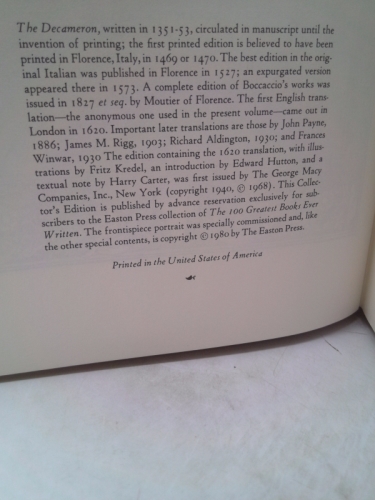 The Decameron, written in 1351-53, circulated in manuscript until the
invention of printing; the first printed edition is believed to have been
printed in Florence, Italy, in 1469 or 1470. The best edition in the orig-
inal Italian was published in Florence in 1527; an expurgated version
appeared there in 1573. A complete edition of Boccaccio's works was
issued in 1827 et seq. by Moutier of Florence. The first English trans-
lation—the anonymous one used in the present volume—came out in
London in 1620. Important later translations are those by John Payne,
1886; James M. Rigg, 1903; Richard Aldington, 1930; and Frances
Winwar, 1930 The edition containing the 1620 translation, with illus-
trations by Fritz Kredel, an introduction by Edward Hutton, and a
textual note by Harry Carter, was first issued by The George Macy
Companies, Inc., New York (copyright 1940, © 1968). This Collec-
tor's Edition is published by advance reservation exclusively for sub-
scribers to the Easton Press collection of The 100 Greatest Books Ever
Written. The frontispiece portrait was specially commissioned and, like
the other special contents, is copyright © 1980 by The Easton Press.
Printed in the United States of America